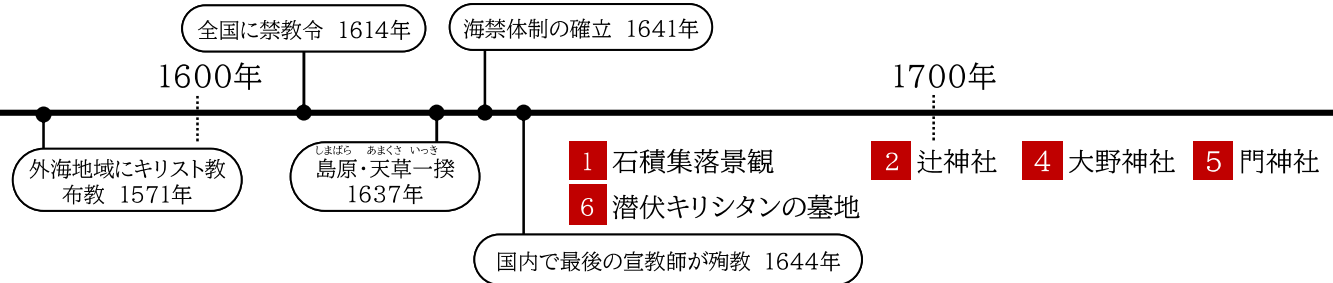 全国に禁教令 1614年
海禁体制の確立 1641年
1600年
1700年
外海地域にキリスト教
布教 1571年
しまばら あまくさ いっき
島原・天草一揆
1637年
1 石積集落景観
2 辻神社
4 大野神社
5 門神社
6 潜伏キリシタンの墓地
国内で最後の宣教師が殉教 1644年